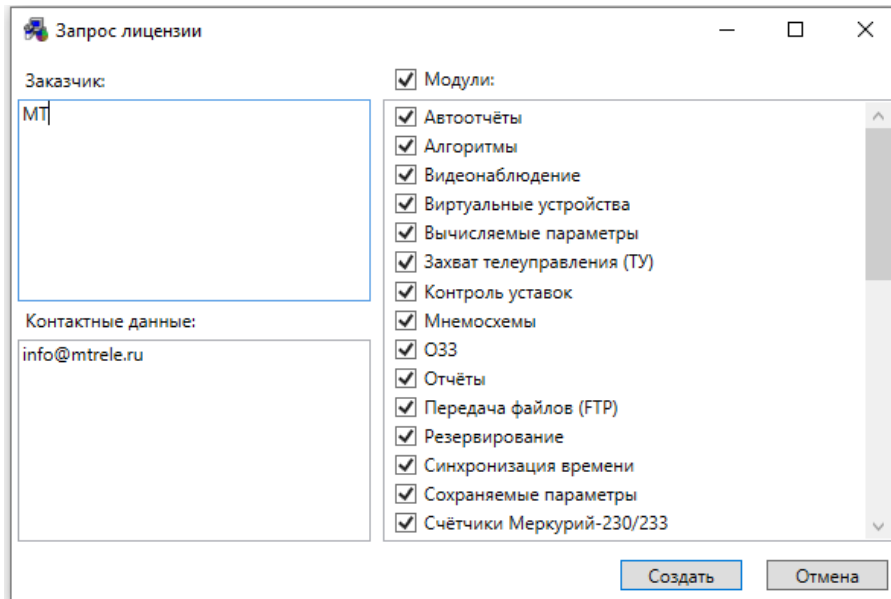 Запрос лицензии
Заказчик:
МТ
Контактные данные:
info@mtrele.ru
Модули:
Автоотчёты
Алгоритмы
Видеонаблюдение
Виртуальные устройства
Вычисляемые параметры
Захват телеуправления (ТУ)
Контроль уставок
Мнемосхемы
ОЗЗ
Отчёты
Передача файлов (FTP)
Резервирование
Синхронизация времени
Сохраняемые параметры
Счётчики Меркурий-230/233
Создать
Отмена